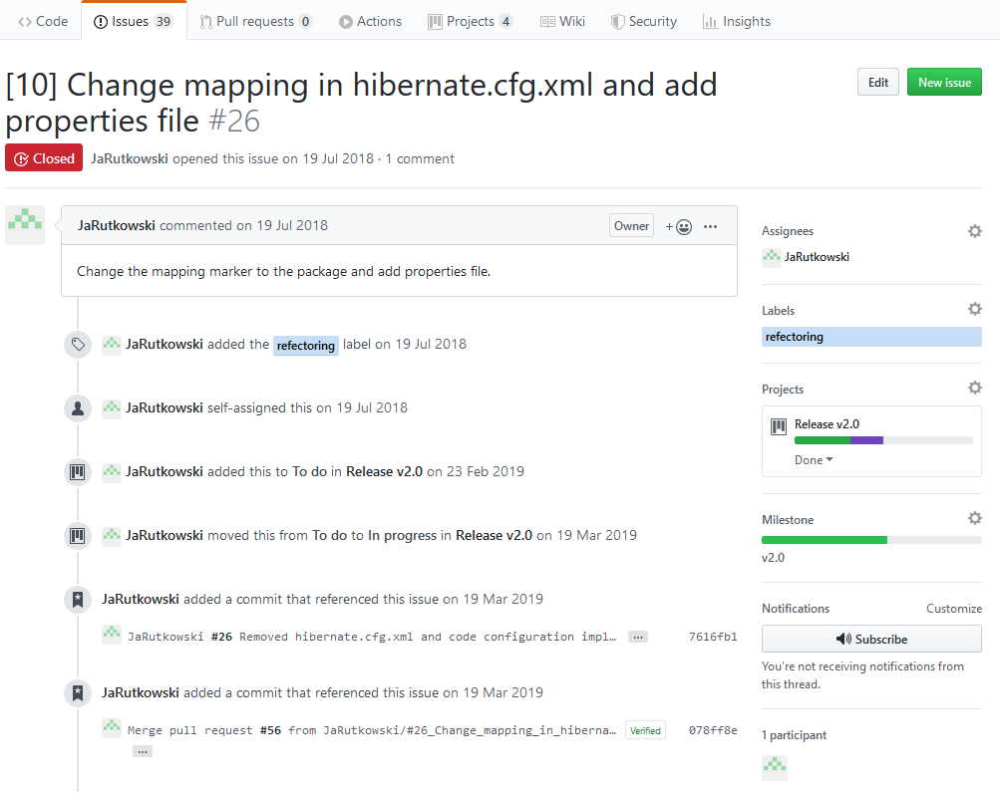 Code Issues 39 Pull requests 0 Actions Projects 4 Wiki Security Insights
[10] Change mapping in hibernate.cfg.xml and add
properties file #26
Edit New issue
Closed JaRutkowski opened this issue on 19 Jul 2018 · 1 comment
JaRutkowski commented on 19 Jul 2018 Owner + ...
Change the mapping marker to the package and add properties file.
JaRutkowski added the refectoring label on 19 Jul 2018
JaRutkowski self-assigned this on 19 Jul 2018
JaRutkowski added this to To do in Release v2.0 on 23 Feb 2019
JaRutkowski moved this from To do to In progress in Release v2.0 on 19 Mar 2019
JaRutkowski added a commit that referenced this issue on 19 Mar 2019
JaRutkowski #26 Removed hibernate.cfg.xml and code configuration impl… ... 7616fb1
JaRutkowski added a commit that referenced this issue on 19 Mar 2019
Merge pull request #56 from JaRutkowski/#26_Change_mapping_in_hiberna… Verified 078ff8e
...
Assignees
JaRutkowski
Labels
refectoring
Projects
Release v2.0
Done
Milestone
v2.0
Notifications Customize
Subscribe
You’re not receiving notifications from
this thread.
1 participant